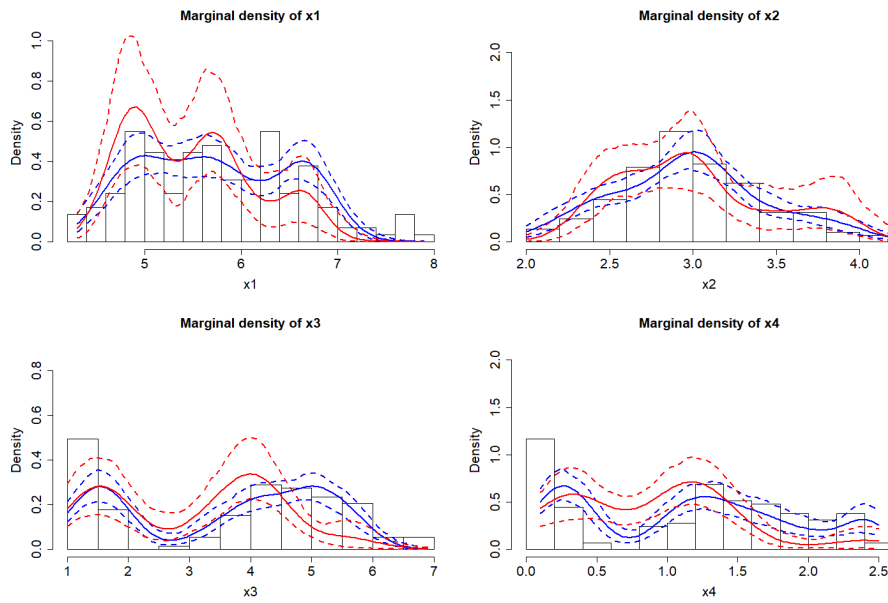 Marginal density of x1
Density
0.0 0.2 0.4 0.6 0.8 1.0
5 6 7 8
x1
Marginal density of x2
Density
0.0 0.5 1.0 1.5 2.0
2.0 2.5 3.0 3.5 4.0
x2
Marginal density of x3
Density
0.0 0.2 0.4 0.6 0.8
1 2 3 4 5 6 7
x3
Marginal density of x4
Density
0.0 0.5 1.0 1.5 2.0
0.0 0.5 1.0 1.5 2.0 2.5
x4